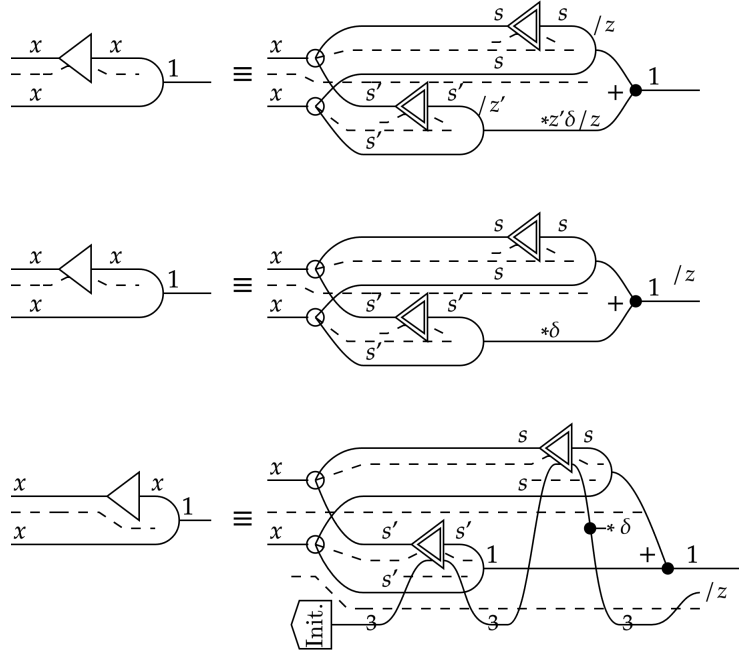 x x 1 ≡ x s s /z
x s 1
x s′ s′ /z′ +
s′ *z′δ/z
x x 1 ≡ x s s
x s 1 /z
x s′ s′ +
s′ *δ
x x 1 ≡ x s s
x s
x s′ s′ 1 * δ + 1
s′ /z
Init. 3 3 3